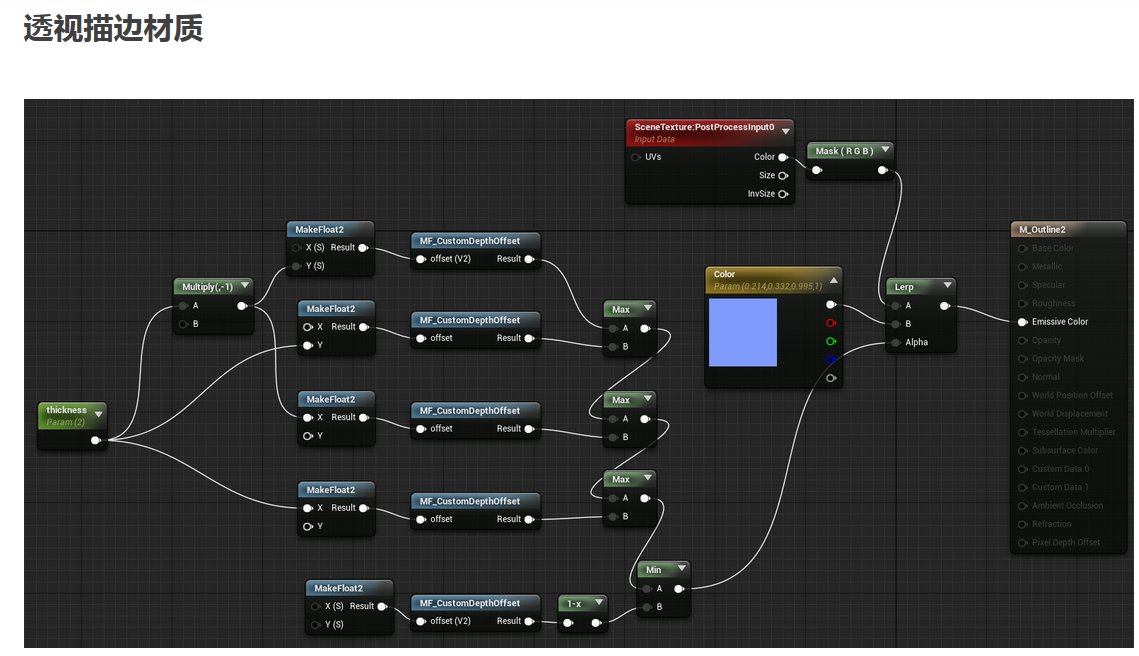 透视描边材质
SceneTexture:PostProcessInput0
Input Data
UVs
Color
Size
InvSize
Mask ( R G B )
MakeFloat2
X (S) Result
Y (S)
MF_CustomDepthOffset
offset (V2) Result
M_Outline2
Base Color
Metallic
Specular
Roughness
Emissive Color
Opacity
Opacity Mask
Normal
World Position Offset
World Displacement
Tessellation Multiplier
Subsurface Color
Custom Data 0
Custom Data 1
Ambient Occlusion
Refraction
Pixel Depth Offset
Color
Param (0.214,0.332,0.995,1)
Lerp
A
B
Alpha
Multiply(,-1)
A
B
MakeFloat2
X Result
Y
MF_CustomDepthOffset
offset Result
Max
A
B
MakeFloat2
X Result
Y
MF_CustomDepthOffset
offset Result
Max
A
B
thickness
Param (2)
MakeFloat2
X Result
Y
MF_CustomDepthOffset
offset Result
Max
A
B
Min
A
B
MakeFloat2
X (S) Result
Y (S)
MF_CustomDepthOffset
offset (V2) Result
1-x